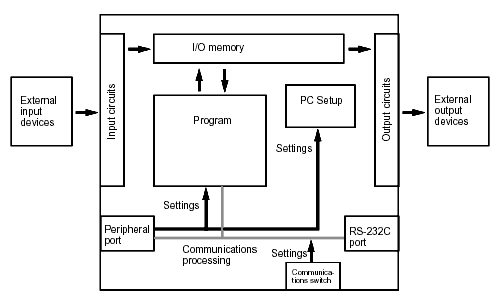 I/O memory
External
input
devices
Input circuits
Program
PC Setup
Output circuits
External
output
devices
Settings
Settings
Peripheral
port
Communications
processing
Settings
RS-232C
port
Communica-
tions switch